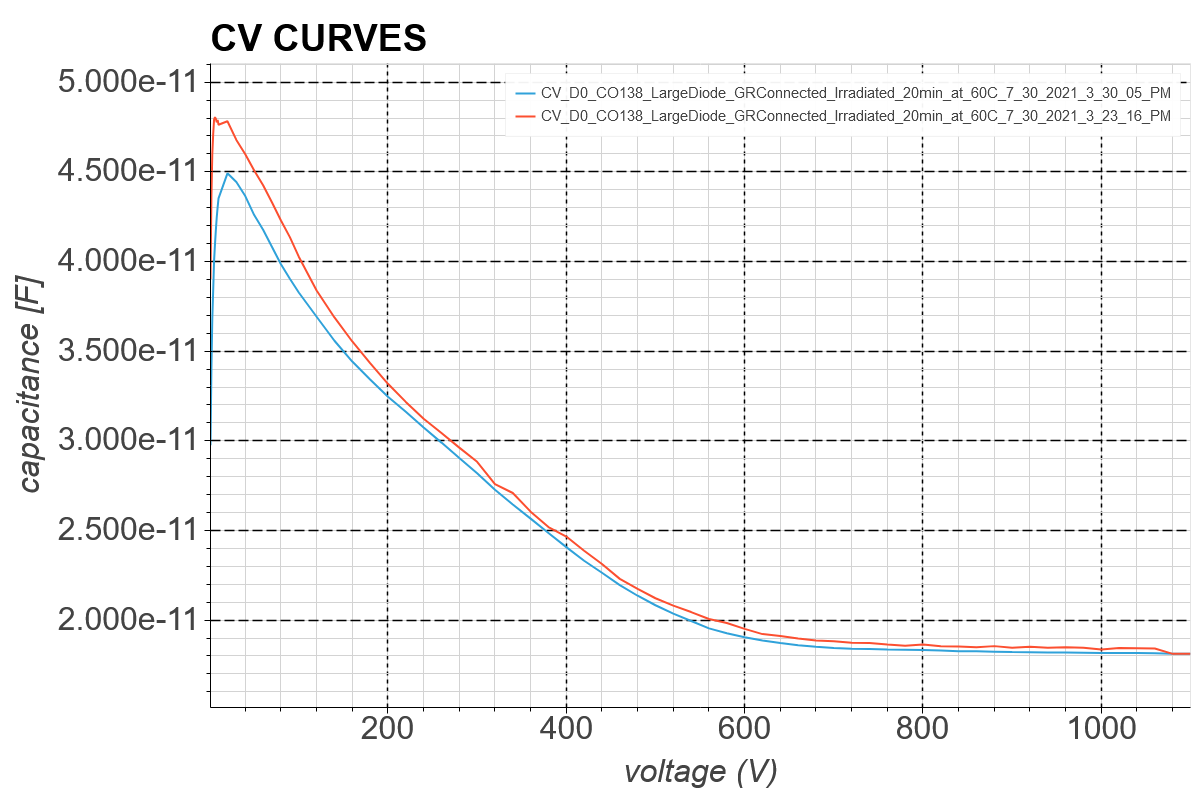 CV CURVES
5.000e-11
4.500e-11
4.000e-11
3.500e-11
3.000e-11
2.500e-11
2.000e-11
capacitance [F]
CV_D0_CO138_LargeDiode_GRConnected_Irradiated_20min_at_60C_7_30_2021_3_30_05_PM
CV_D0_CO138_LargeDiode_GRConnected_Irradiated_20min_at_60C_7_30_2021_3_23_16_PM
200 400 600 800 1000
voltage (V)